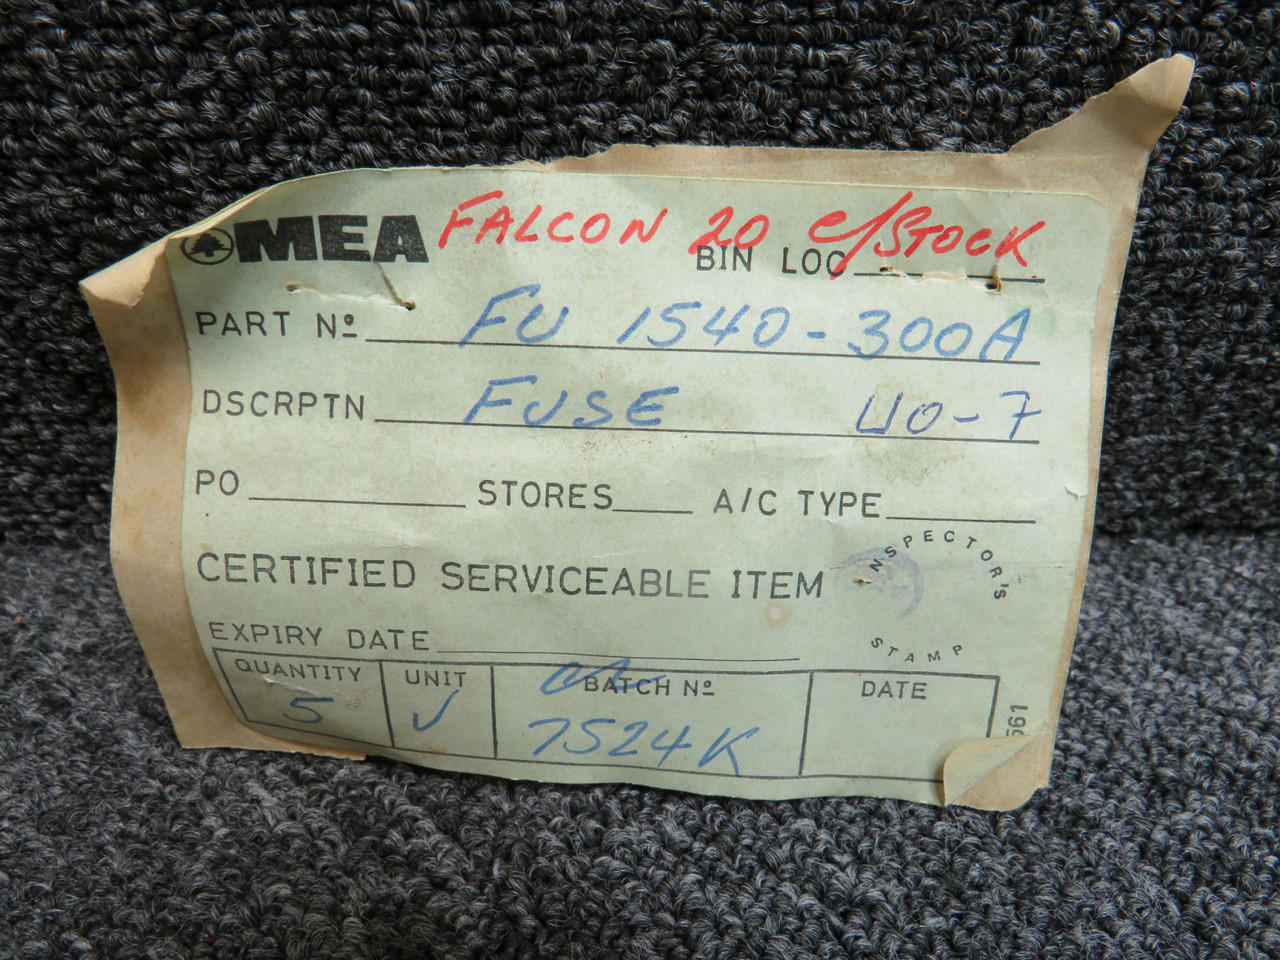 MEA FALCON 20 C/STOCK
BIN LOC
PART Nº FU 1540-300A
DSCRPTN FUSE UO-7
PO STORES A/C TYPE
CERTIFIED SERVICEABLE ITEM
INSPECTOR'S STAMP
EXPIRY DATE
QUANTITY UNIT BATCH Nº DATE
5 7524K
561